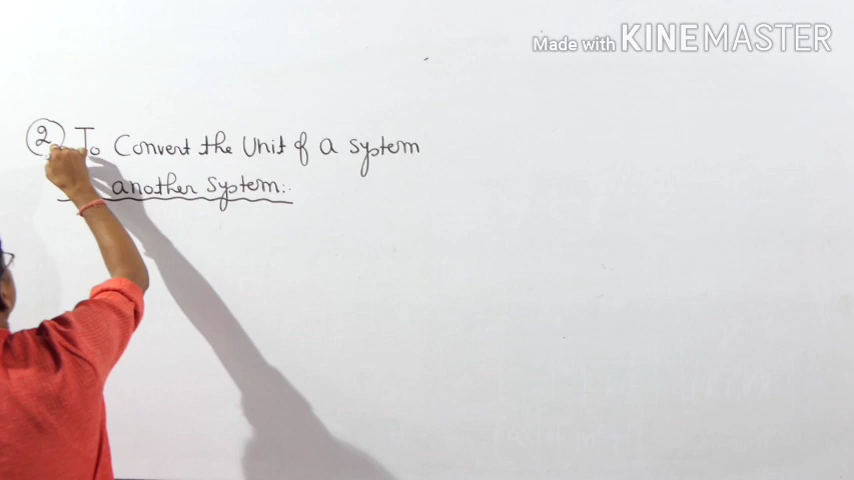 Made with KINEMASTER
② To Convert the Unit of a system
another system: